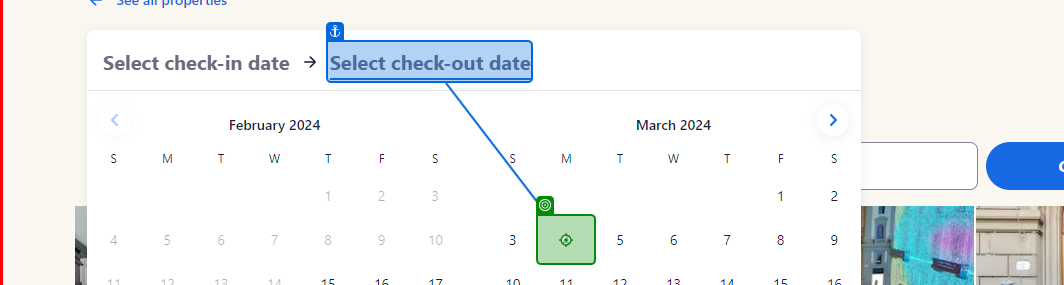 See all properties
Select check-in date → Select check-out date
February 2024
March 2024
S M T W T F S
S M T W T F S
1 2 3
1 2
4 5 6 7 8 9 10
3 5 6 7 8 9
11 12 13 14 15 16 17
10 11 12 13 14 15 16